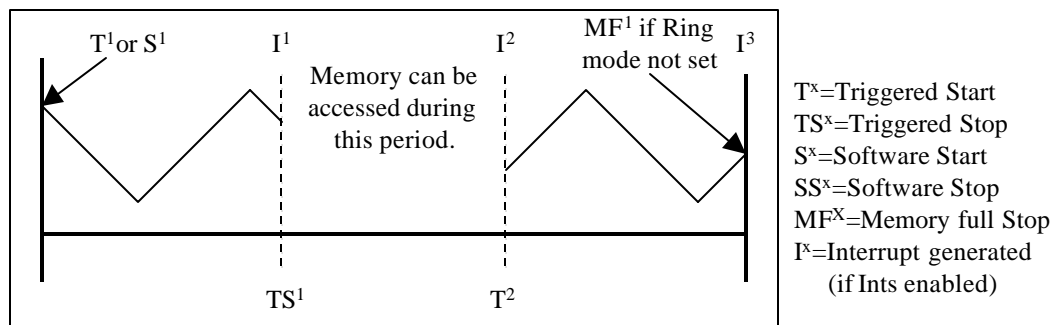 T¹or S¹
I¹
I²
MF¹ if Ring
mode not set
I³
Memory can be
accessed during
this period.
TS¹
T²
Tˣ=Triggered Start
TSˣ=Triggered Stop
Sˣ=Software Start
SSˣ=Software Stop
MFˣ=Memory full Stop
Iˣ=Interrupt generated
(if Ints enabled)